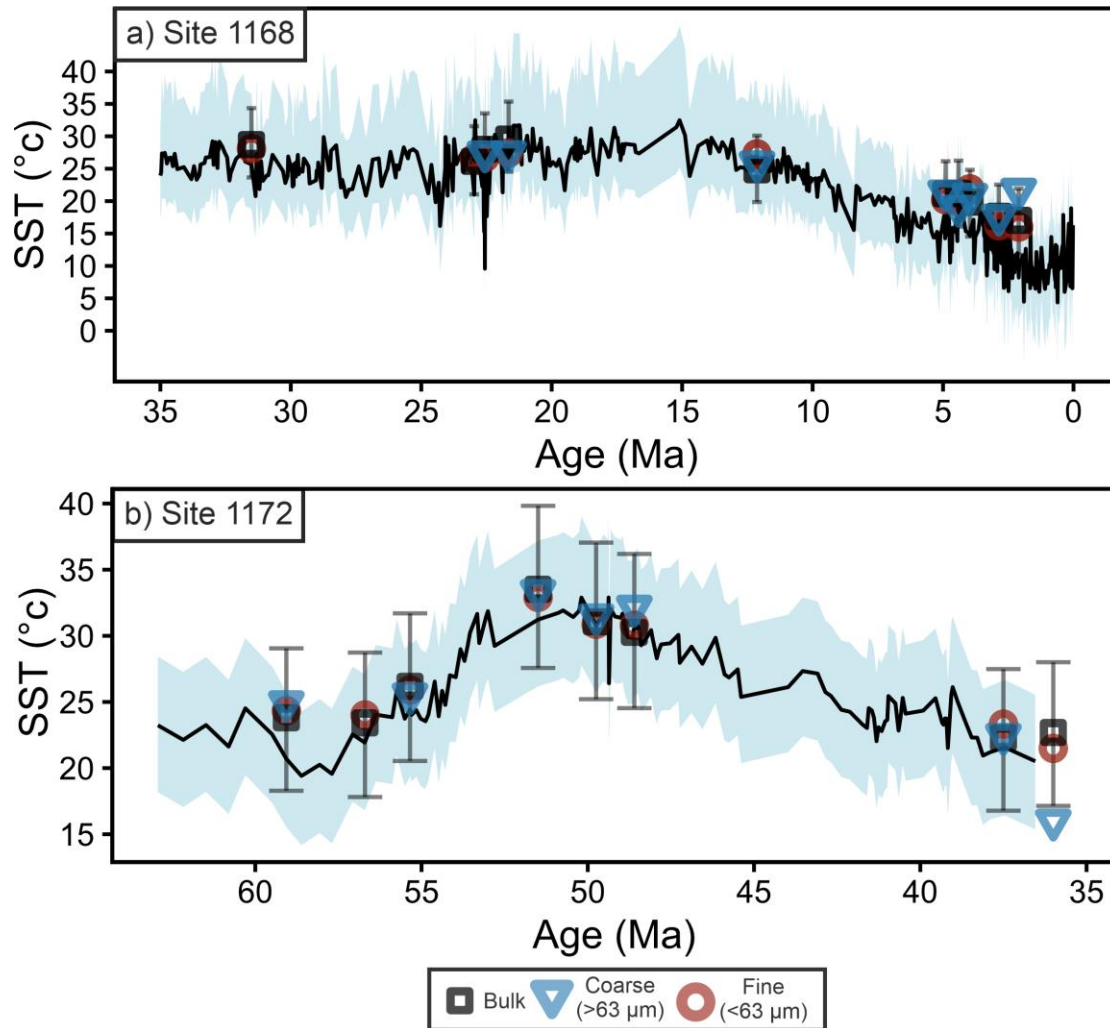 a) Site 1168
SST (°c)
40
35
30
25
20
15
10
5
0
35 30 25 20 15 10 5 0
Age (Ma)
b) Site 1172
SST (°c)
40
35
30
25
20
15
60 55 50 45 40 35
Age (Ma)
Bulk Coarse (>63 µm) Fine (<63 µm)